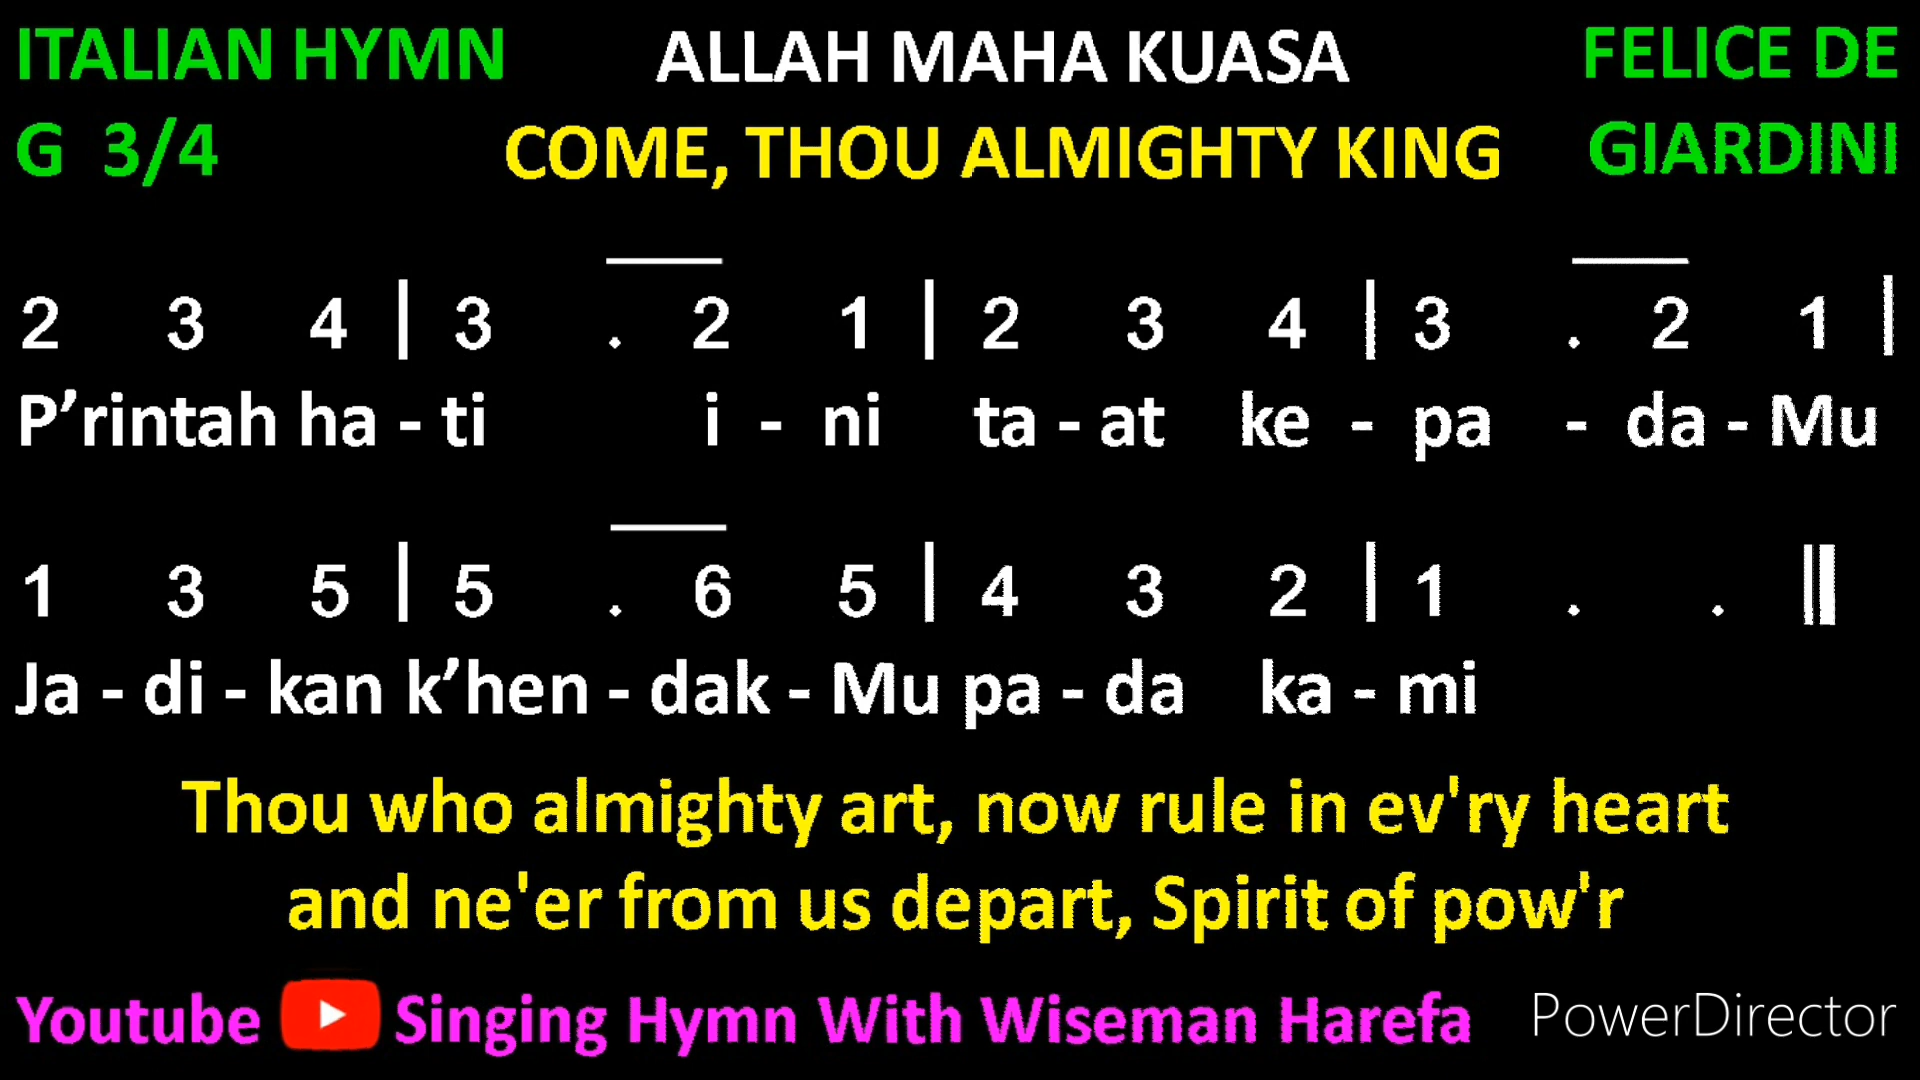 ITALIAN HYMN ALLAH MAHA KUASA FELICE DE
G 3/4 COME, THOU ALMIGHTY KING GIARDINI
2 3 4 | 3 . 2 1 | 2 3 4 | 3 . 2 1 |
P’rintah ha - ti i - ni ta - at ke - pa - da - Mu
1 3 5 | 5 . 6 5 | 4 3 2 | 1 . . ||
Ja - di - kan k’hen - dak - Mu pa - da ka - mi
Thou who almighty art, now rule in ev'ry heart
and ne'er from us depart, Spirit of pow'r
Youtube Singing Hymn With Wiseman Harefa PowerDirector